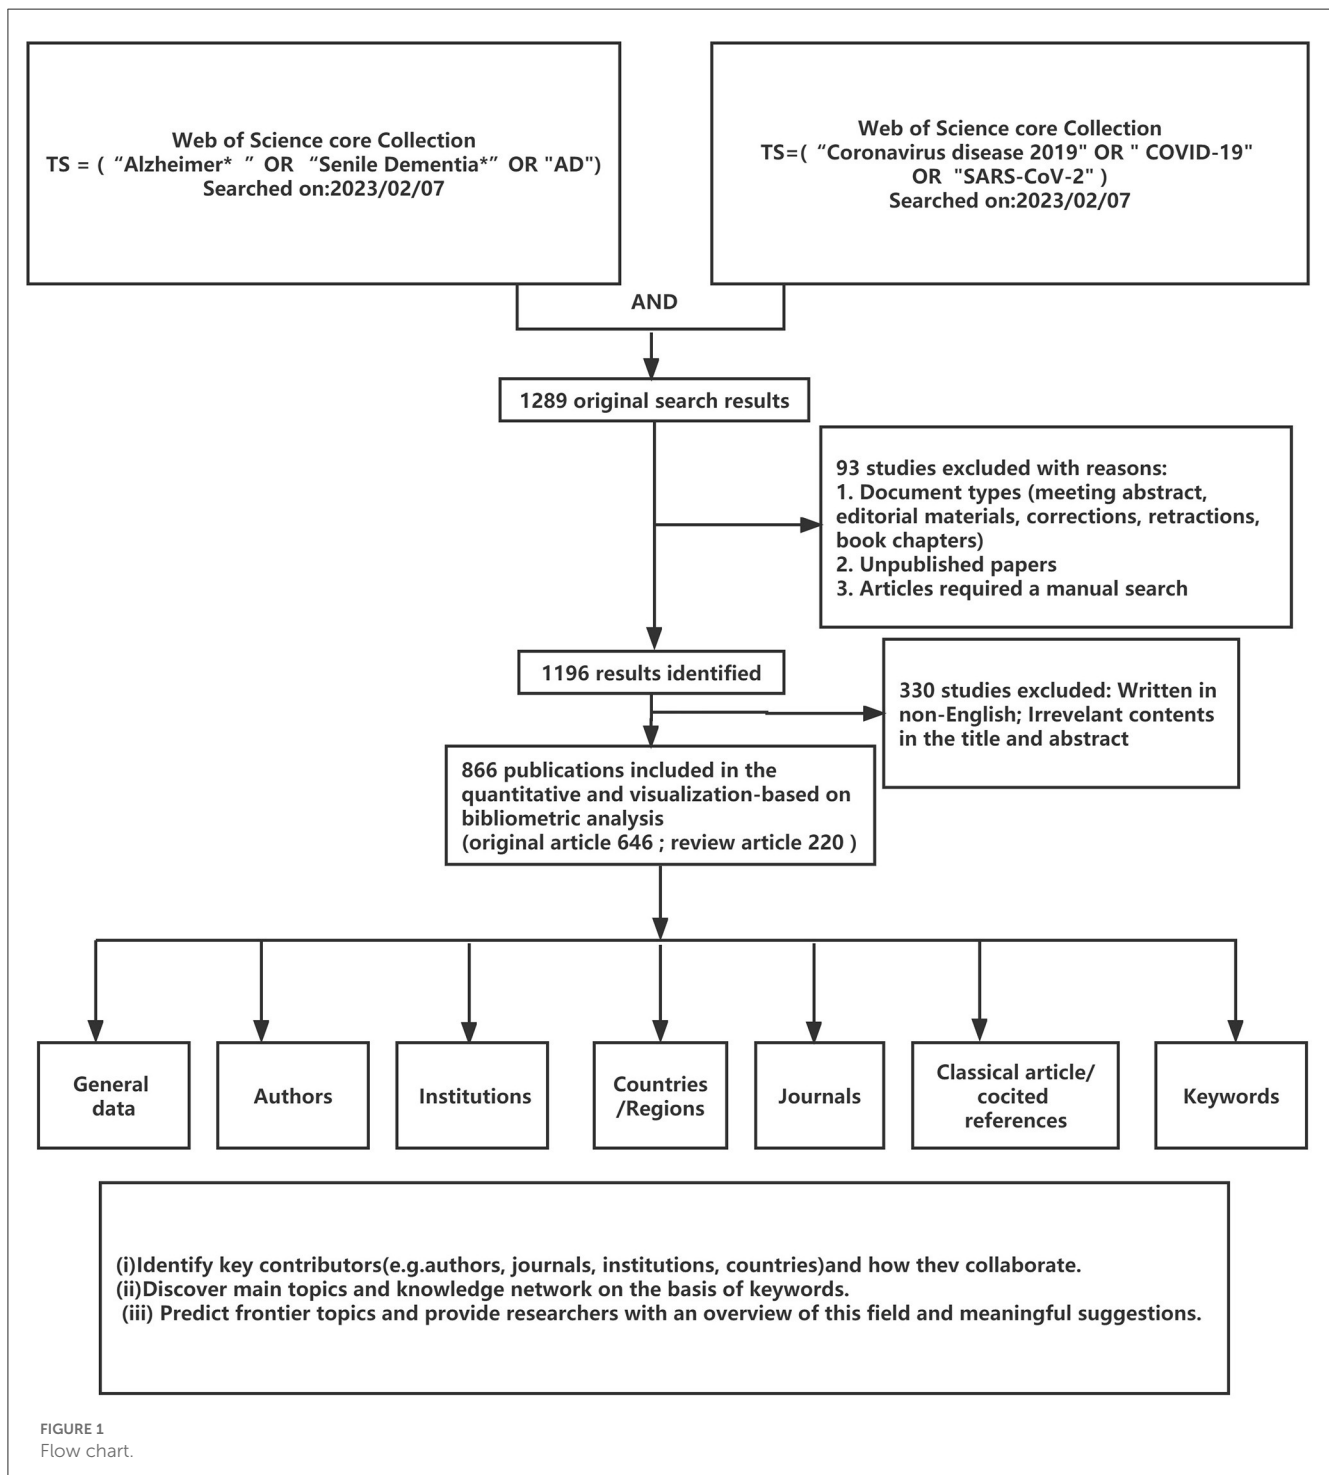 Web of Science core Collection
TS = ( “Alzheimer* ” OR “Senile Dementia*” OR "AD")
Searched on:2023/02/07
Web of Science core Collection
TS=( “Coronavirus disease 2019" OR " COVID-19"
OR "SARS-CoV-2" )
Searched on:2023/02/07
AND
1289 original search results
93 studies excluded with reasons:
1. Document types (meeting abstract,
editorial materials, corrections, retractions,
book chapters)
2. Unpublished papers
3. Articles required a manual search
1196 results identified
330 studies excluded: Written in
non-English; Irrevelant contents
in the title and abstract
866 publications included in the
quantitative and visualization-based on
bibliometric analysis
(original article 646 ; review article 220 )
General
data
Authors
Institutions
Countries
/Regions
Journals
Classical article/
cocited
references
Keywords
(i)Identify key contributors(e.g.authors, journals, institutions, countries)and how thev collaborate.
(ii)Discover main topics and knowledge network on the basis of keywords.
(iii) Predict frontier topics and provide researchers with an overview of this field and meaningful suggestions.
FIGURE 1
Flow chart.